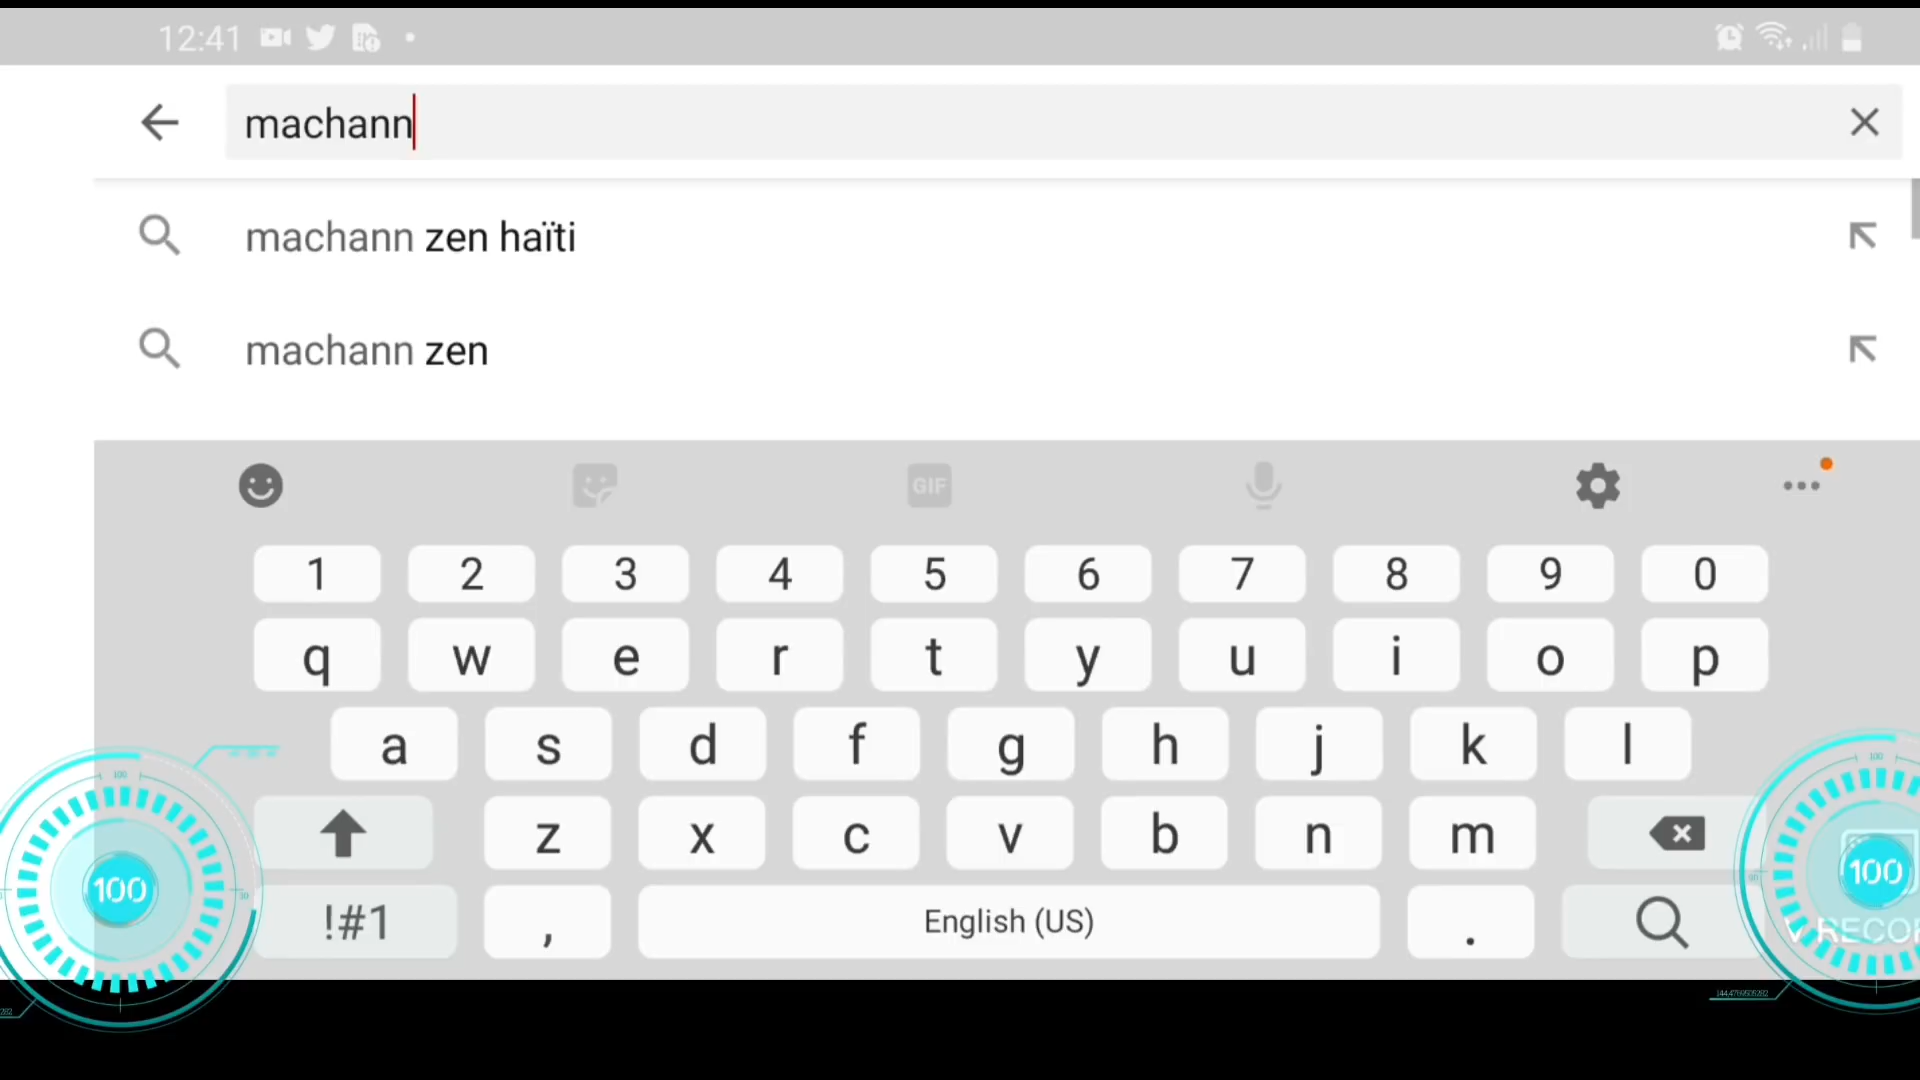 12:41
machann
machann zen haïti
machann zen
GIF
1 2 3 4 5 6 7 8 9 0
q w e r t y u i o p
a s d f g h j k l
z x c v b n m
!#1 , English (US) .
100
100